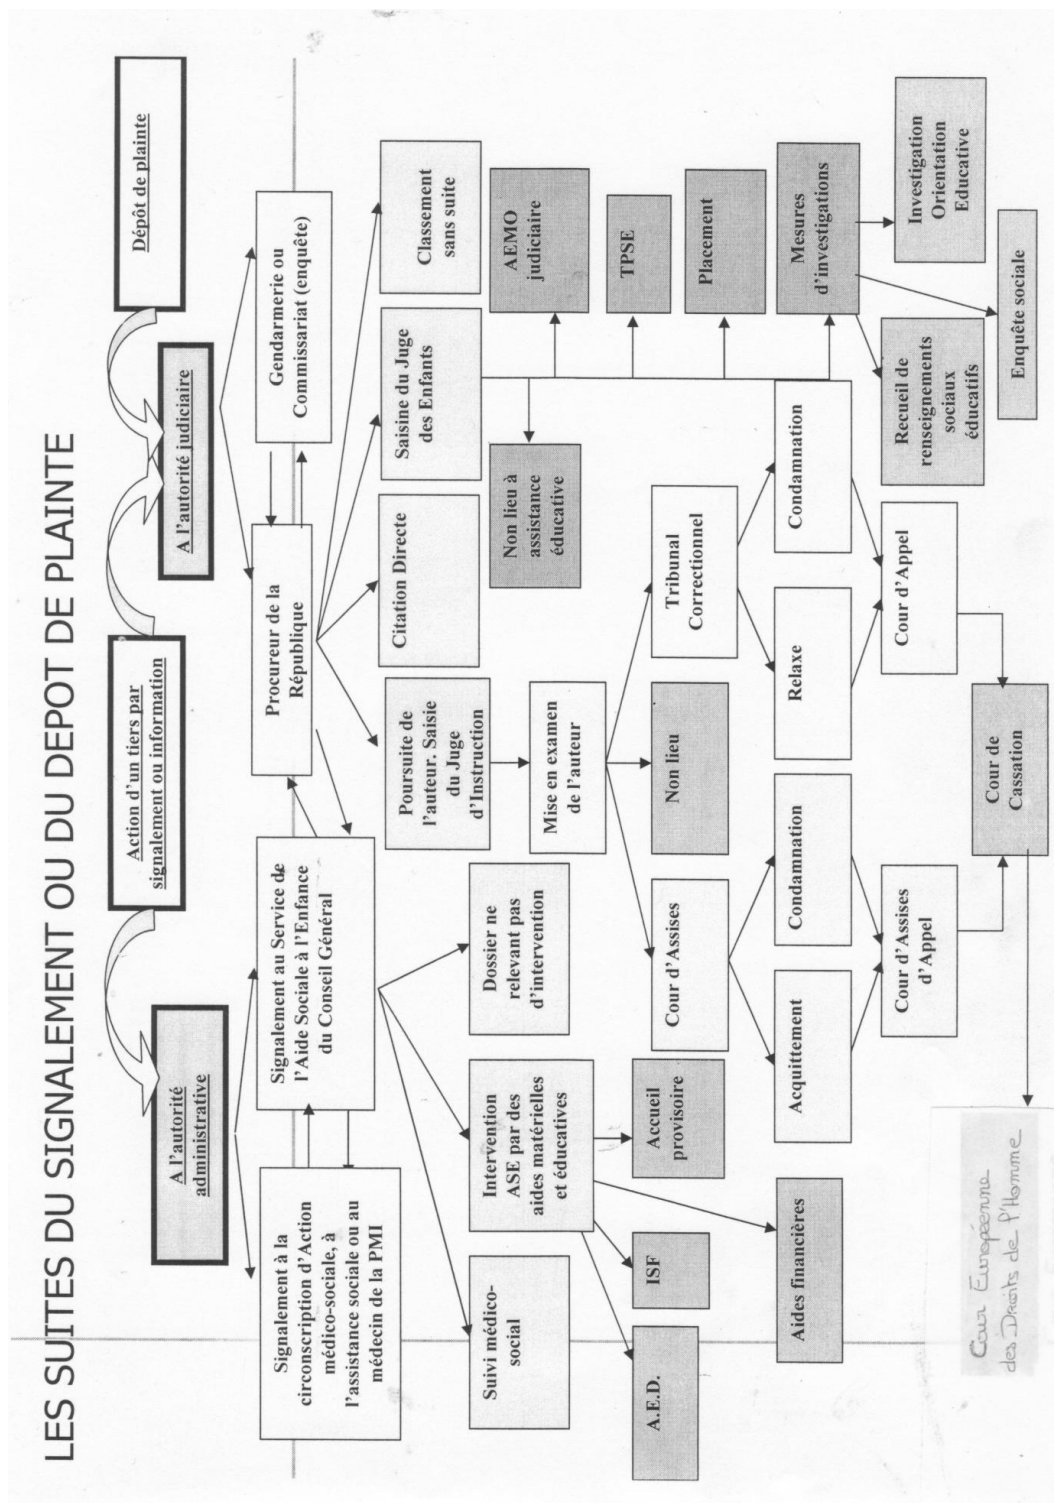 LES SUITES DU SIGNALEMENT OU DU DEPOT DE PLAINTE
Action d'un tiers par
signalement ou information
Dépôt de plainte
A l'autorité
administrative
A l'autorité judiciaire
Signalement à la
circonscription d'Action
médico-sociale, à
l'assistance sociale ou au
médecin de la PMI
Signalement au Service de
l'Aide Sociale à l'Enfance
du Conseil Général
Procureur de la
République
Gendarmerie ou
Commissariat (enquête)
Suivi médico-
social
Intervention
ASE par des
aides matérielles
et éducatives
Dossier ne
relevant pas
d'intervention
Poursuite de
l'auteur. Saisie
du Juge
d'Instruction
Citation Directe
Saisine du Juge
des Enfants
Classement
sans suite
Mise en examen
de l'auteur
Non lieu à
assistance
éducative
AEMO
judiciaire
A.E.D.
ISF
Accueil
provisoire
Cour d'Assises
Non lieu
Tribunal
Correctionnel
TPSE
Placement
Aides financières
Acquittement
Condamnation
Relaxe
Condamnation
Mesures
d'investigations
Cour d'Assises
d'Appel
Cour d'Appel
Recueil de
renseignements
sociaux
éducatifs
Investigation
Orientation
Educative
Cour de
Cassation
Enquête sociale
Cour Européenne
des Droits de l'Homme